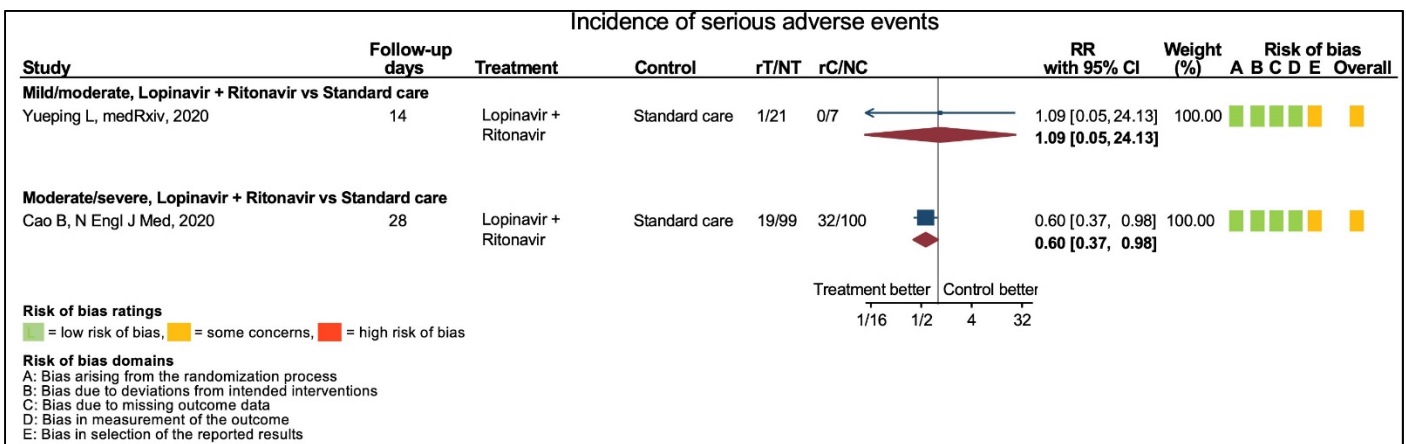 Incidence of serious adverse events
Study Follow-up days Treatment Control rT/NT rC/NC RR with 95% CI Weight (%) Risk of bias A B C D E Overall
Mild/moderate, Lopinavir + Ritonavir vs Standard care
Yueping L, medRxiv, 2020 14 Lopinavir + Ritonavir Standard care 1/21 0/7 1.09 [0.05, 24.13] 100.00
1.09 [0.05, 24.13]
Moderate/severe, Lopinavir + Ritonavir vs Standard care
Cao B, N Engl J Med, 2020 28 Lopinavir + Ritonavir Standard care 19/99 32/100 0.60 [0.37, 0.98] 100.00
0.60 [0.37, 0.98]
Treatment better Control better
1/16 1/2 4 32
Risk of bias ratings
L = low risk of bias, = some concerns, = high risk of bias
Risk of bias domains
A: Bias arising from the randomization process
B: Bias due to deviations from intended interventions
C: Bias due to missing outcome data
D: Bias in measurement of the outcome
E: Bias in selection of the reported results